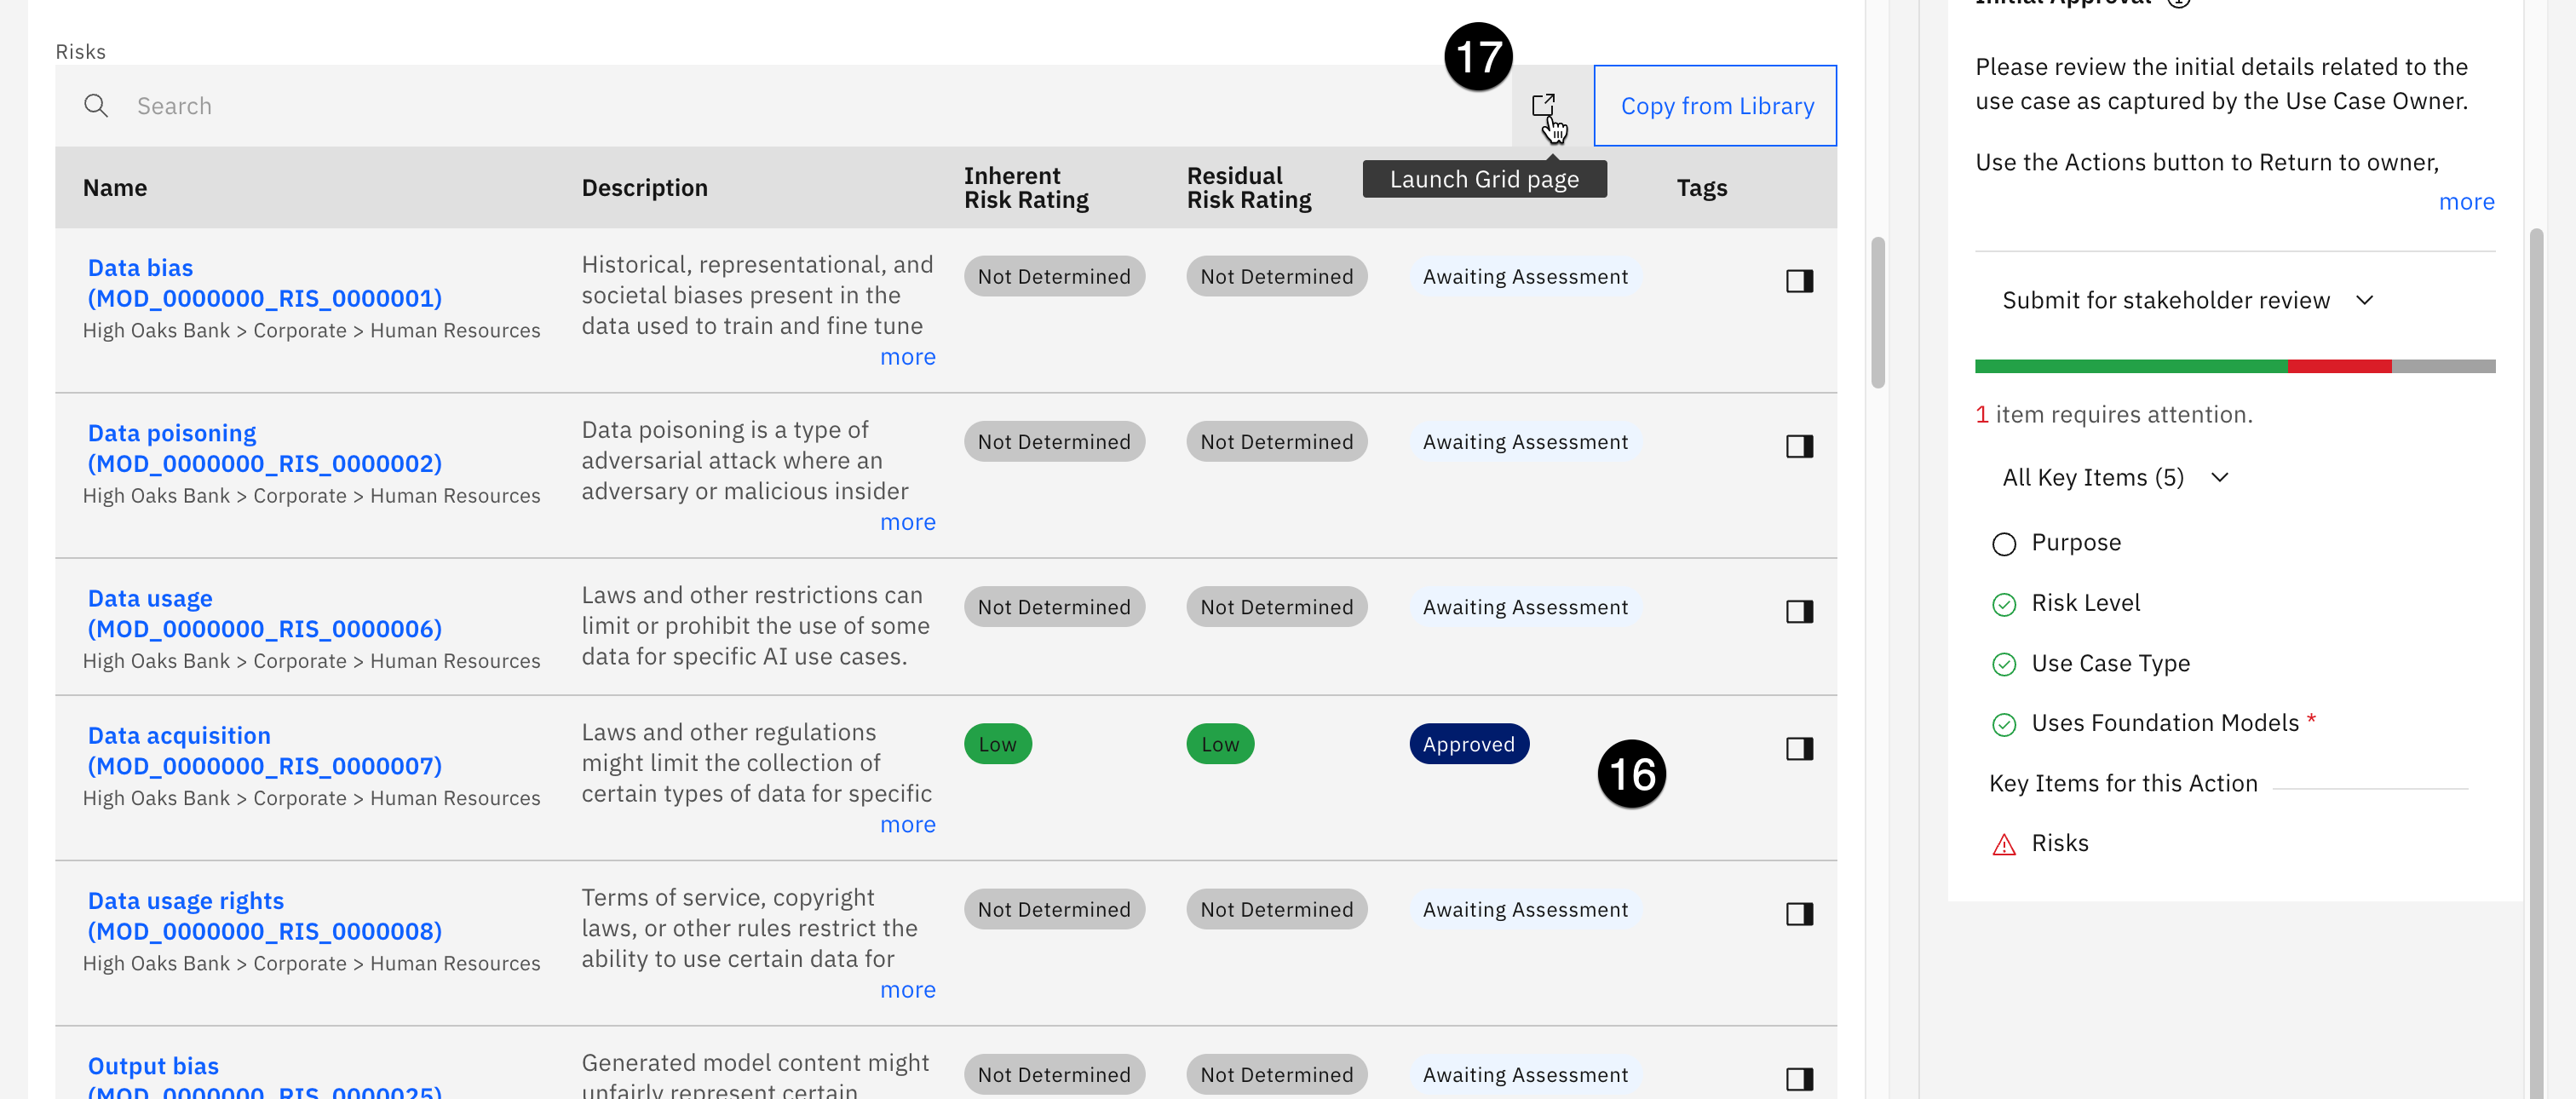 Risks
17
Search
Copy from Library
Launch Grid page
Name
Description
Inherent
Risk Rating
Residual
Risk Rating
Tags
Data bias
(MOD_0000000_RIS_0000001)
High Oaks Bank > Corporate > Human Resources
Historical, representational, and
societal biases present in the
data used to train and fine tune
more
Not Determined
Not Determined
Awaiting Assessment
Data poisoning
(MOD_0000000_RIS_0000002)
High Oaks Bank > Corporate > Human Resources
Data poisoning is a type of
adversarial attack where an
adversary or malicious insider
more
Not Determined
Not Determined
Awaiting Assessment
Data usage
(MOD_0000000_RIS_0000006)
High Oaks Bank > Corporate > Human Resources
Laws and other restrictions can
limit or prohibit the use of some
data for specific AI use cases.
Not Determined
Not Determined
Awaiting Assessment
Data acquisition
(MOD_0000000_RIS_0000007)
High Oaks Bank > Corporate > Human Resources
Laws and other regulations
might limit the collection of
certain types of data for specific
more
Low
Low
Approved
16
Data usage rights
(MOD_0000000_RIS_0000008)
High Oaks Bank > Corporate > Human Resources
Terms of service, copyright
laws, or other rules restrict the
ability to use certain data for
more
Not Determined
Not Determined
Awaiting Assessment
Output bias
(MOD_0000000_RIS_0000025)
Generated model content might
unfairly represent certain
Not Determined
Not Determined
Awaiting Assessment
Initial Approval
Please review the initial details related to the
use case as captured by the Use Case Owner.
Use the Actions button to Return to owner,
more
Submit for stakeholder review
1 item requires attention.
All Key Items (5)
Purpose
Risk Level
Use Case Type
Uses Foundation Models *
Key Items for this Action
Risks